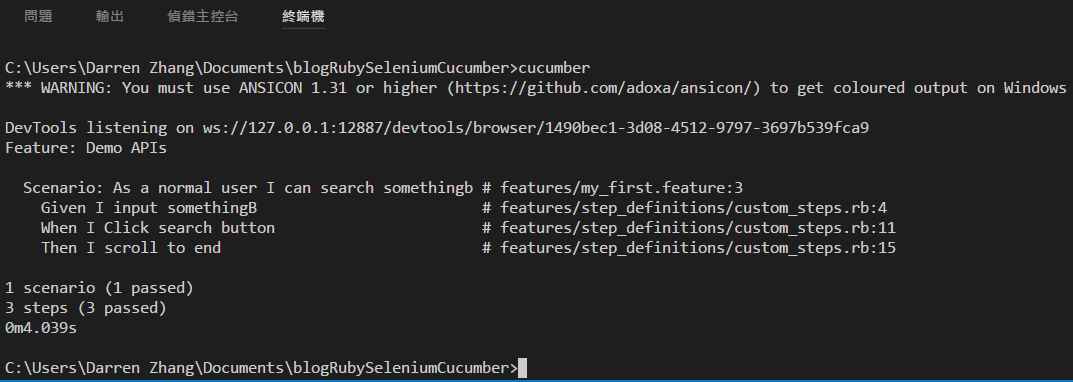 問題 輸出 偵錯主控台 終端機
C:\Users\Darren Zhang\Documents\blogRubySeleniumCucumber>cucumber
*** WARNING: You must use ANSICON 1.31 or higher (https://github.com/adoxa/ansicon/) to get coloured output on Windows
DevTools listening on ws://127.0.0.1:12887/devtools/browser/1490bec1-3d08-4512-9797-3697b539fca9
Feature: Demo APIs
Scenario: As a normal user I can search somethingb # features/my_first.feature:3
Given I input somethingB # features/step_definitions/custom_steps.rb:4
When I Click search button # features/step_definitions/custom_steps.rb:11
Then I scroll to end # features/step_definitions/custom_steps.rb:15
1 scenario (1 passed)
3 steps (3 passed)
0m4.039s
C:\Users\Darren Zhang\Documents\blogRubySeleniumCucumber>